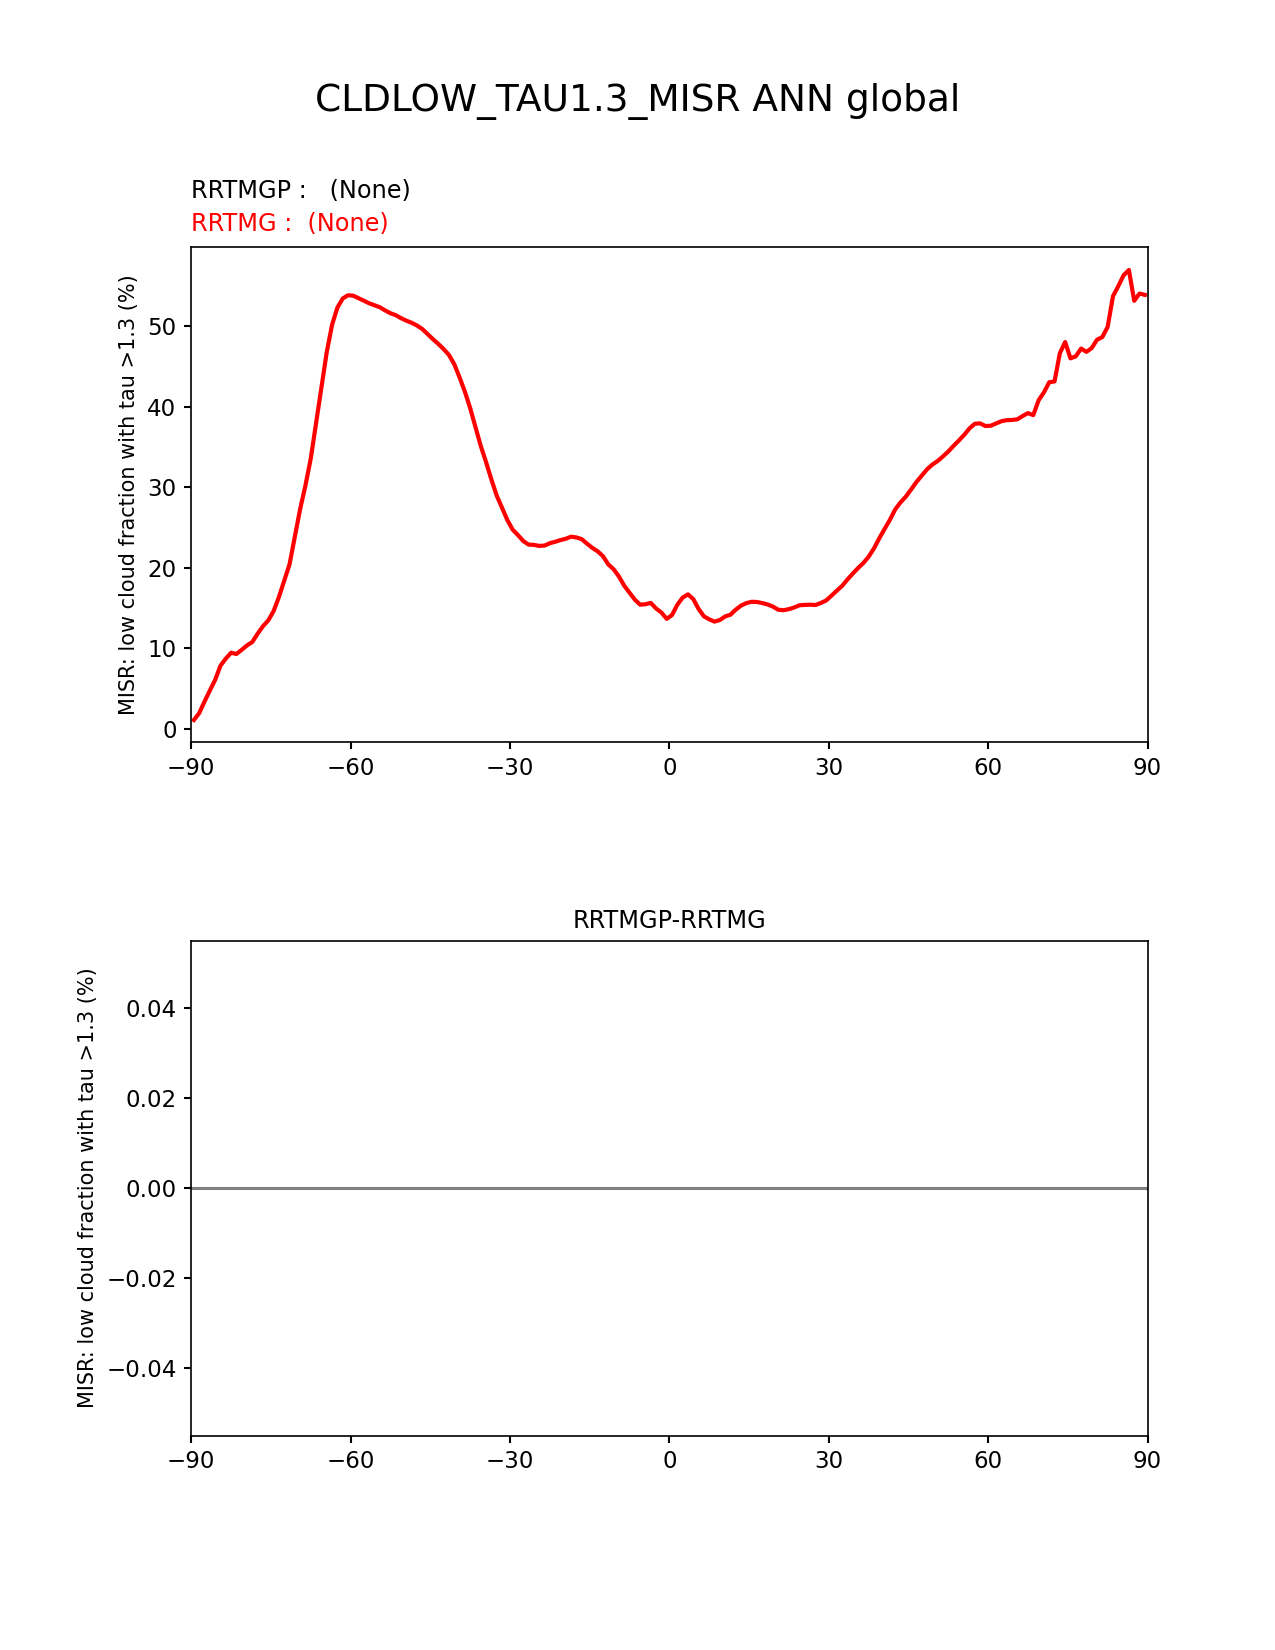 CLDLOW_TAU1.3_MISR ANN global
RRTMGP :   (None)
RRTMG :  (None)
MISR: low cloud fraction with tau >1.3 (%)
50
40
30
20
10
0
−90 −60 −30 0 30 60 90
RRTMGP-RRTMG
MISR: low cloud fraction with tau >1.3 (%)
0.04
0.02
0.00
−0.02
−0.04
−90 −60 −30 0 30 60 90